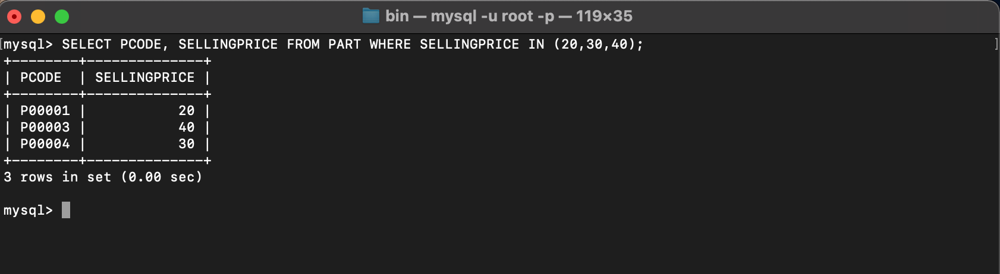 bin — mysql -u root -p — 119×35
mysql> SELECT PCODE, SELLINGPRICE FROM PART WHERE SELLINGPRICE IN (20,30,40);
+--------+--------------+
| PCODE  | SELLINGPRICE |
+--------+--------------+
| P00001 |           20 |
| P00003 |           40 |
| P00004 |           30 |
+--------+--------------+
3 rows in set (0.00 sec)
mysql>